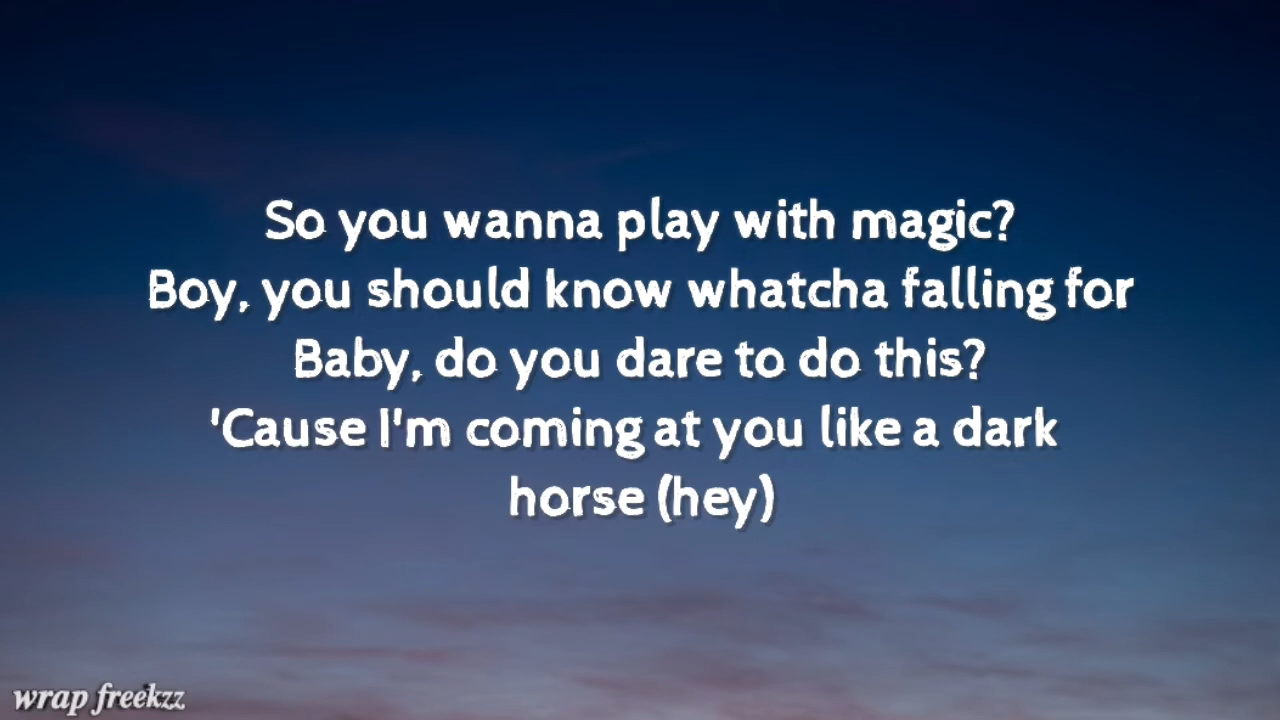 So you wanna play with magic?
Boy, you should know whatcha falling for
Baby, do you dare to do this?
'Cause I'm coming at you like a dark
horse (hey)
wrap freekzz